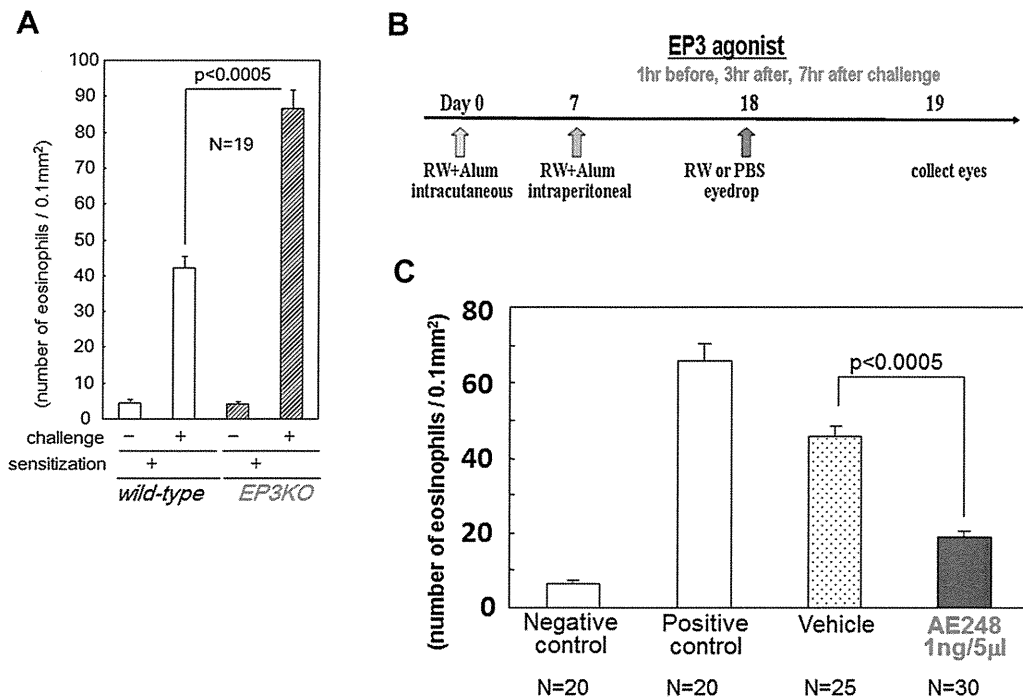 A
(number of eosinophils / 0.1mm²)
100
90
80
70
60
50
40
30
20
10
0
p<0.0005
N=19
challenge − + − +
sensitization + +
wild-type EP3KO
B
EP3 agonist
1hr before, 3hr after, 7hr after challenge
Day 0 7 18 19
RW+Alum
intracutaneous
RW+Alum
intraperitoneal
RW or PBS
eyedrop
collect eyes
C
(number of eosinophils / 0.1mm²)
80
60
40
20
0
p<0.0005
Negative
control
Positive
control
Vehicle
AE248
1ng/5µl
N=20 N=20 N=25 N=30